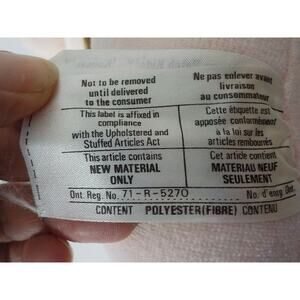 Not to be removed
until delivered
to the consumer
Ne pas enlever avant
livraison
au consommateur
This label is affixed in
compliance
with the Upholstered and
Stuffed Articles Act
Cette étiquette est
apposée conformément
à la loi sur les
articles rembourrés
This article contains
NEW MATERIAL
ONLY
Cet article contient
MATÉRIAU NEUF
SEULEMENT
Ont. Reg. No. 71-R-5270 No. d'enrg. Ont.
CONTENT POLYESTER(FIBRE) CONTENU